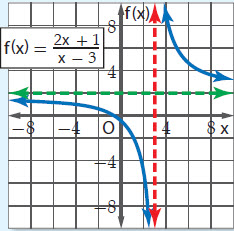 f(x)
8
f(x) = 2x + 1
x − 3
4
−8 −4 O 4 8 x
−4
−8